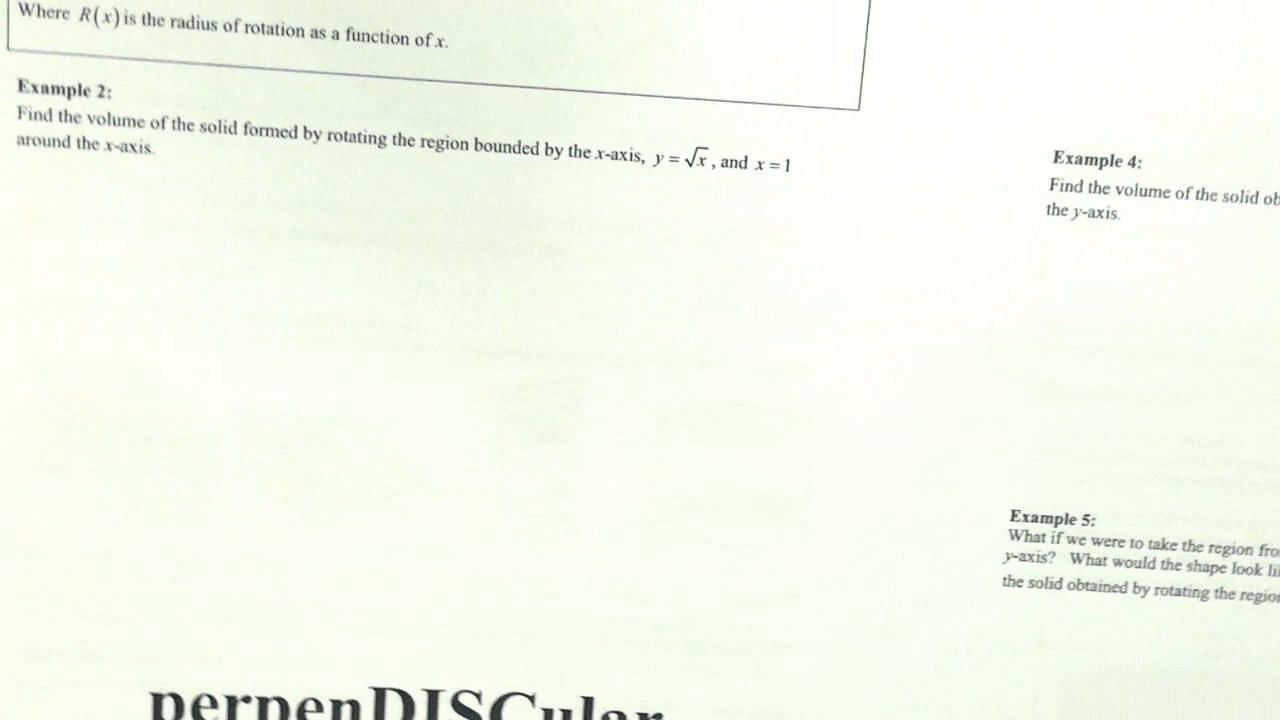 Where R(x) is the radius of rotation as a function of x.
Example 2:
Find the volume of the solid formed by rotating the region bounded by the x-axis, y = √x, and x = 1
around the x-axis.
perpenDISCular
Example 4:
Find the volume of the solid ob
the y-axis.
Example 5:
What if we were to take the region fro
y-axis? What would the shape look li
the solid obtained by rotating the regio